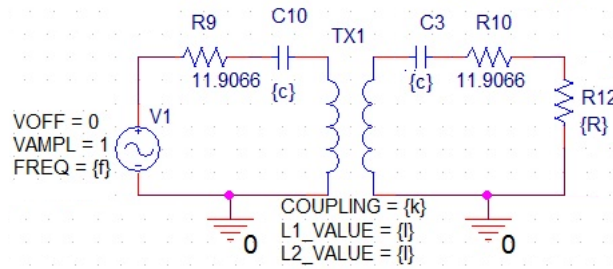 R9
C10
TX1
C3
R10
11.9066
{c}
{c}
11.9066
R12
{R}
V1
VOFF = 0
VAMPL = 1
FREQ = {f}
0
COUPLING = {k}
L1_VALUE = {l}
L2_VALUE = {l}
0